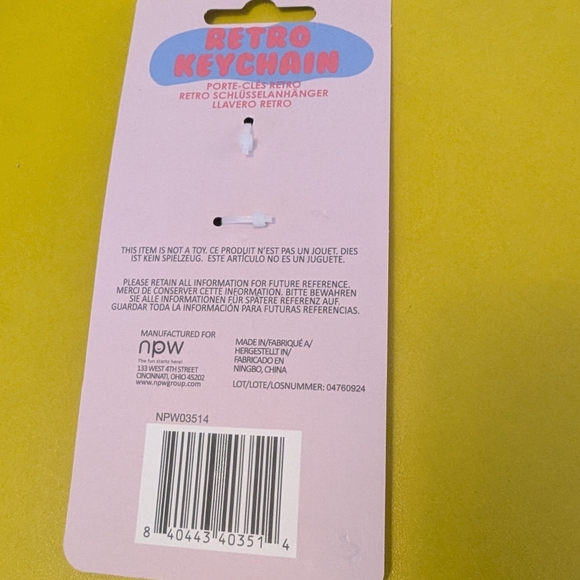 RETRO
KEYCHAIN
PORTE-CLÉS RÉTRO
RETRO SCHLÜSSELANHÄNGER
LLAVERO RETRO
THIS ITEM IS NOT A TOY. CE PRODUIT N'EST PAS UN JOUET. DIES
IST KEIN SPIELZEUG. ESTE ARTÍCULO NO ES UN JUGUETE.
PLEASE RETAIN ALL INFORMATION FOR FUTURE REFERENCE.
MERCI DE CONSERVER CETTE INFORMATION. BITTE BEWAHREN
SIE ALLE INFORMATIONEN FÜR SPÄTERE REFERENZ AUF.
GUARDAR TODA LA INFORMACIÓN PARA FUTURAS REFERENCIAS.
MANUFACTURED FOR
npw
The fun starts here!
133 WEST 4TH STREET
CINCINNATI, OHIO 45202
www.npwgroup.com
MADE IN/FABRIQUÉ A/
HERGESTELLT IN/
FABRICADO EN
NINGBO, CHINA
LOT/LOTE/LOSNUMMER: 04760924
NPW03514
8 40443 40351 4